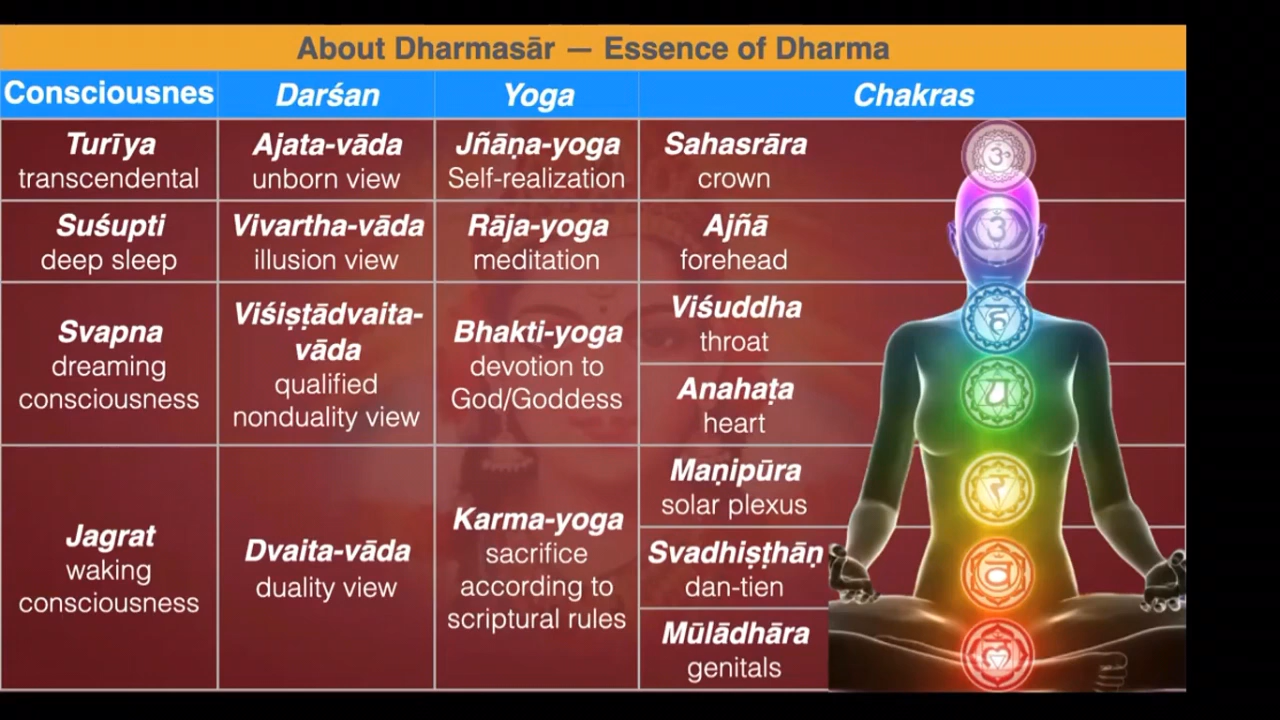 About Dharmasār — Essence of Dharma
Consciousnes
Darśan
Yoga
Chakras
Turīya
transcendental
Ajata-vāda
unborn view
Jñāṇa-yoga
Self-realization
Sahasrāra
crown
Suśupti
deep sleep
Vivartha-vāda
illusion view
Rāja-yoga
meditation
Ajñā
forehead
Svapna
dreaming
consciousness
Viśiṣṭādvaita-
vāda
qualified
nonduality view
Bhakti-yoga
devotion to
God/Goddess
Viśuddha
throat
Anahaṭa
heart
Jagrat
waking
consciousness
Dvaita-vāda
duality view
Karma-yoga
sacrifice
according to
scriptural rules
Maṇipūra
solar plexus
Svadhiṣṭhāṇ
dan-tien
Mūlādhāra
genitals
ॐ